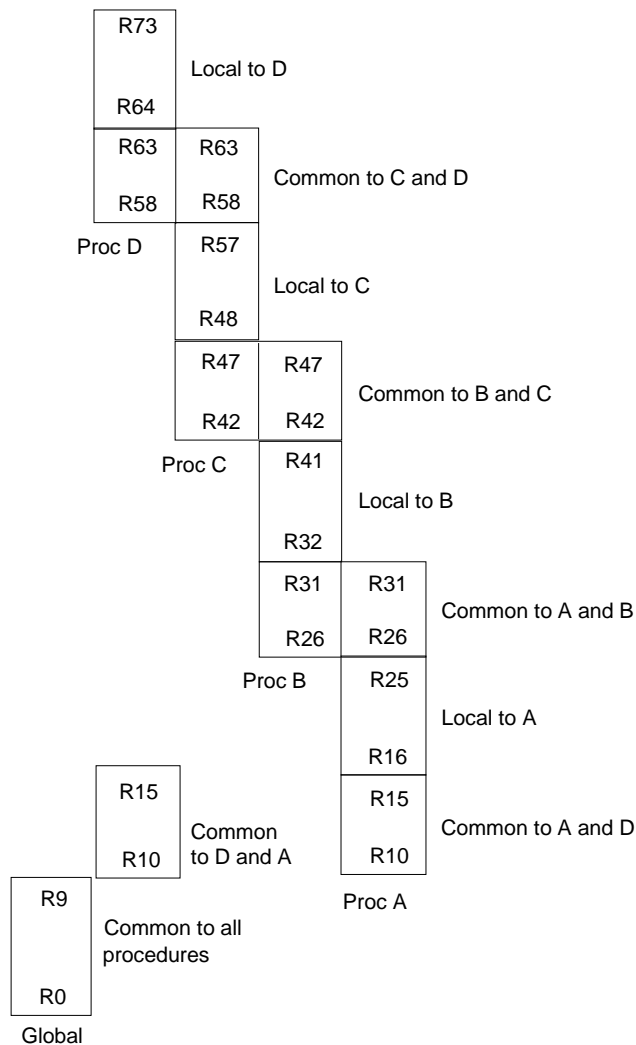 R73
Local to D
R64
R63
R63
Common to C and D
R58
R58
Proc D
R57
Local to C
R48
R47
R47
Common to B and C
R42
R42
Proc C
R41
Local to B
R32
R31
R31
Common to A and B
R26
R26
Proc B
R25
Local to A
R16
R15
R15
Common
to D and A
Common to A and D
R10
R10
Proc A
R9
Common to all
procedures
R0
Global